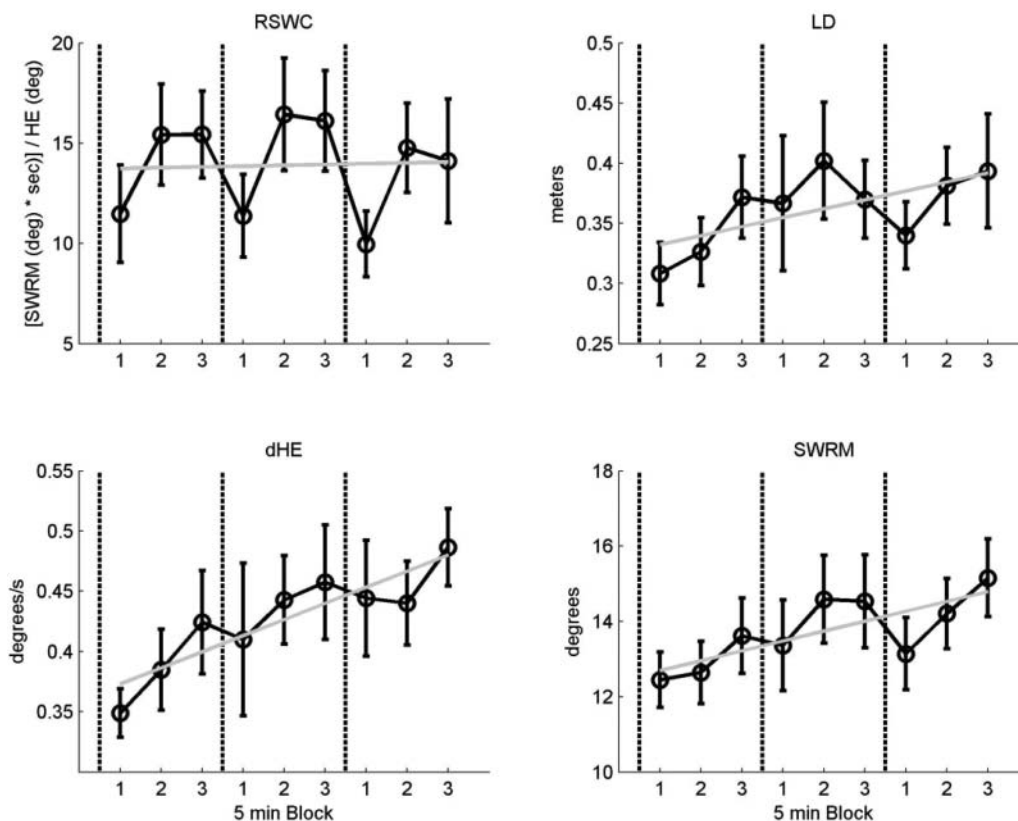 RSWC
[SWRM (deg) * sec)] / HE (deg)
20
15
10
5
1 2 3 1 2 3 1 2 3
LD
meters
0.5
0.45
0.4
0.35
0.3
0.25
1 2 3 1 2 3 1 2 3
dHE
degrees/s
0.55
0.5
0.45
0.4
0.35
1 2 3 1 2 3 1 2 3
5 min Block
SWRM
degrees
18
16
14
12
10
1 2 3 1 2 3 1 2 3
5 min Block